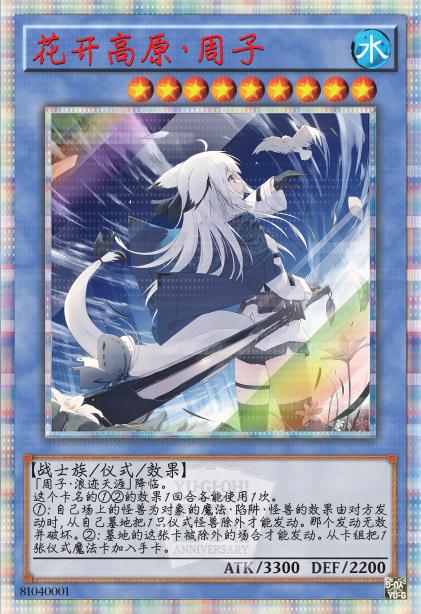 花开高原·周子
水
【战士族/仪式/效果】
「周子·浪迹天涯」降临。
这个卡名的①②的效果1回合各能使用1次。
①:自己场上的怪兽为对象的魔法·陷阱·怪兽的效果由对方发
动时,从自己墓地把1只仪式怪兽除外才能发动。那个发动无效
并破坏。②:墓地的这张卡被除外的场合才能发动。从卡组把1
张仪式魔法卡加入手卡。
YU-GI-OH!
ANNIVERSARY
ATK/3300 DEF/2200
81040001